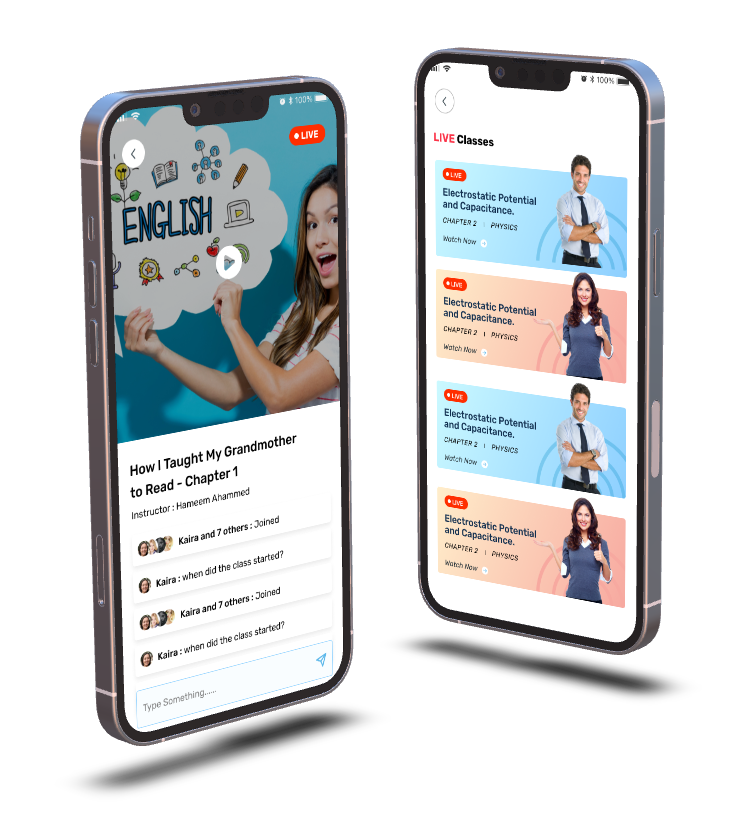 100%
LIVE
ENGLISH
How I Taught My Grandmother
to Read - Chapter 1
Instructor : Hameem Ahammed
Kaira and 7 others : Joined
Kaira : when did the class started?
Kaira and 7 others : Joined
Kaira : when did the class started?
Type Something......
100%
LIVE Classes
LIVE
Electrostatic Potential
and Capacitance.
CHAPTER 2 | PHYSICS
Watch Now
LIVE
Electrostatic Potential
and Capacitance.
CHAPTER 2 | PHYSICS
Watch Now
LIVE
Electrostatic Potential
and Capacitance.
CHAPTER 2 | PHYSICS
Watch Now
LIVE
Electrostatic Potential
and Capacitance.
CHAPTER 2 | PHYSICS
Watch Now